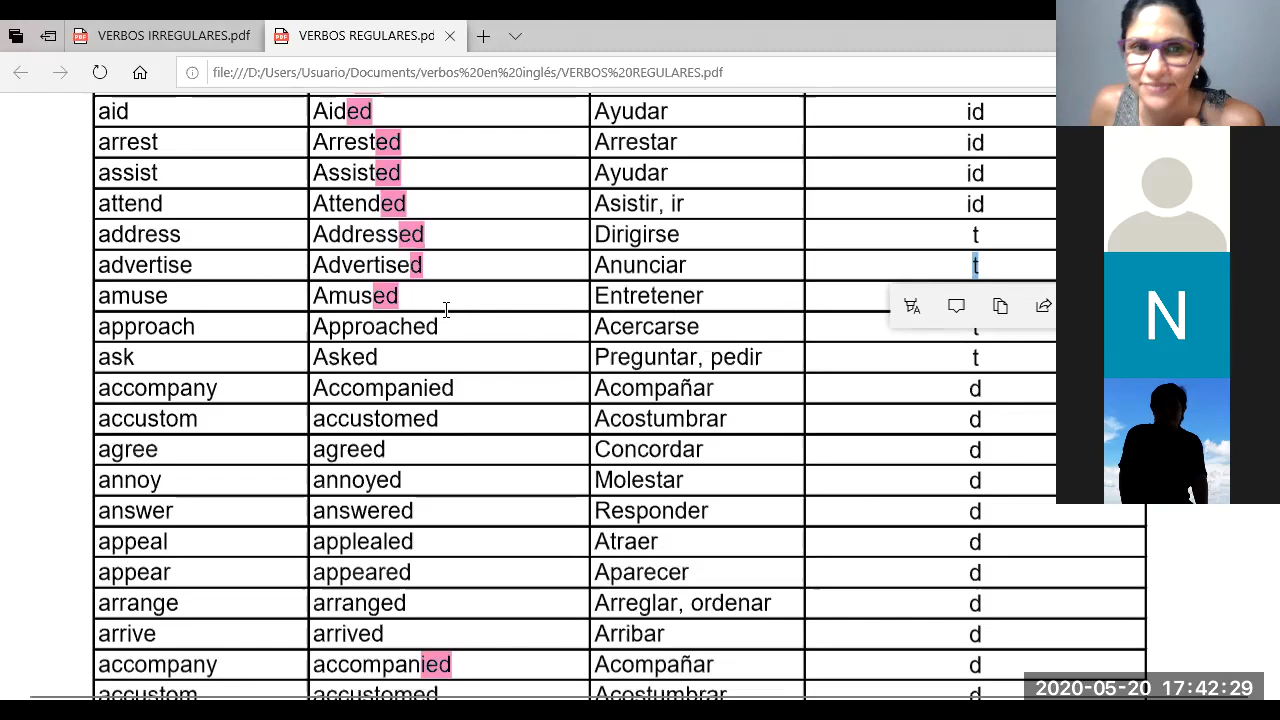 VERBOS IRREGULARES.pdf VERBOS REGULARES.pd
file:///D:/Users/Usuario/Documents/verbos%20en%20inglés/VERBOS%20REGULARES.pdf
aid Aided Ayudar id
arrest Arrested Arrestar id
assist Assisted Ayudar id
attend Attended Asistir, ir id
address Addressed Dirigirse t
advertise Advertised Anunciar t
amuse Amused Entretener
approach Approached Acercarse t
ask Asked Preguntar, pedir t
accompany Accompanied Acompañar d
accustom accustomed Acostumbrar d
agree agreed Concordar d
annoy annoyed Molestar d
answer answered Responder d
appeal applealed Atraer d
appear appeared Aparecer d
arrange arranged Arreglar, ordenar d
arrive arrived Arribar d
accompany accompanied Acompañar d
accustom accustomed Acostumbrar
N
2020-05-20 17:42:29